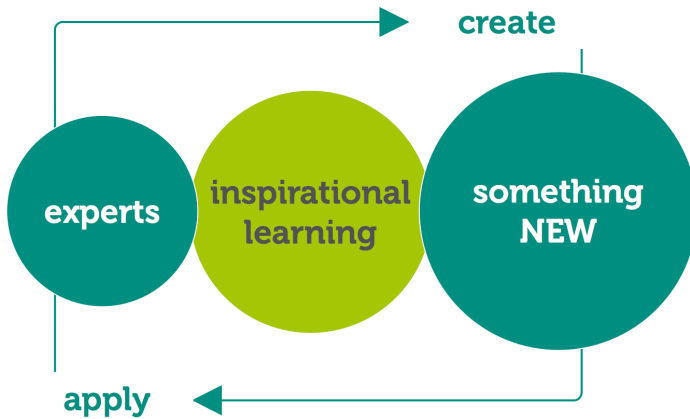 create
experts
inspirational
learning
something
NEW
apply